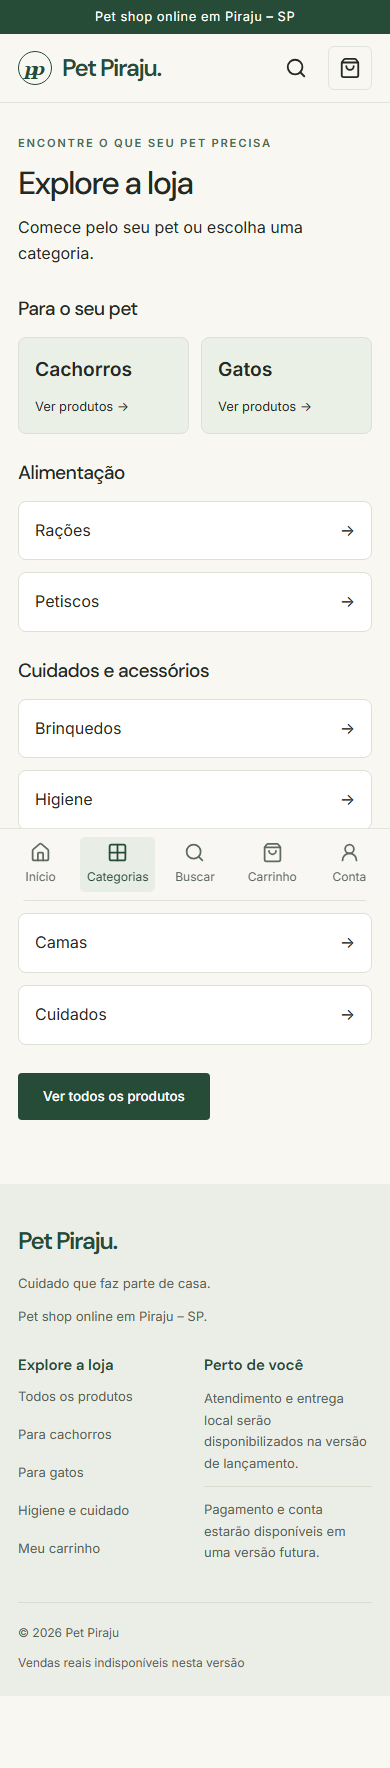 Pet shop online em Piraju – SP
pp Pet Piraju.
ENCONTRE O QUE SEU PET PRECISA
Explore a loja
Comece pelo seu pet ou escolha uma
categoria.
Para o seu pet
Cachorros
Ver produtos →
Gatos
Ver produtos →
Alimentação
Rações →
Petiscos →
Cuidados e acessórios
Brinquedos →
Higiene →
Início Categorias Buscar Carrinho Conta
Camas →
Cuidados →
Ver todos os produtos
Pet Piraju.
Cuidado que faz parte de casa.
Pet shop online em Piraju – SP.
Explore a loja
Todos os produtos
Para cachorros
Para gatos
Higiene e cuidado
Meu carrinho
Perto de você
Atendimento e entrega
local serão
disponibilizados na versão
de lançamento.
Pagamento e conta
estarão disponíveis em
uma versão futura.
© 2026 Pet Piraju
Vendas reais indisponíveis nesta versão